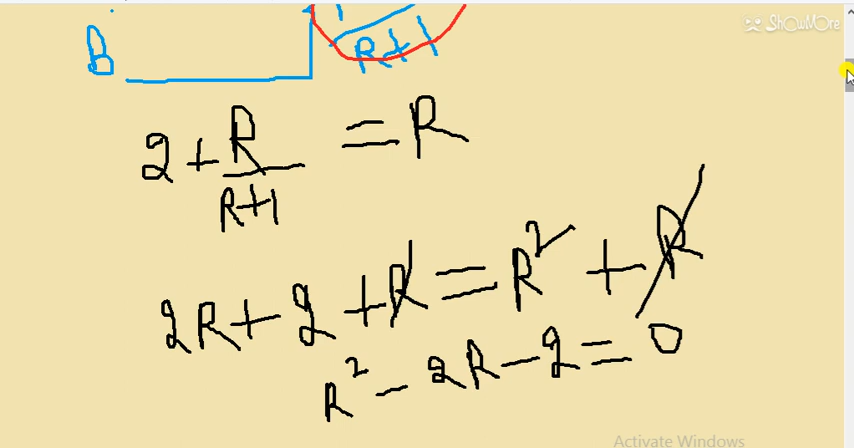 ShowMore
B
R+1
2 + R/(R+1) = R
2R + 2 + R = R² + R
R² - 2R - 2 = 0
Activate Windows